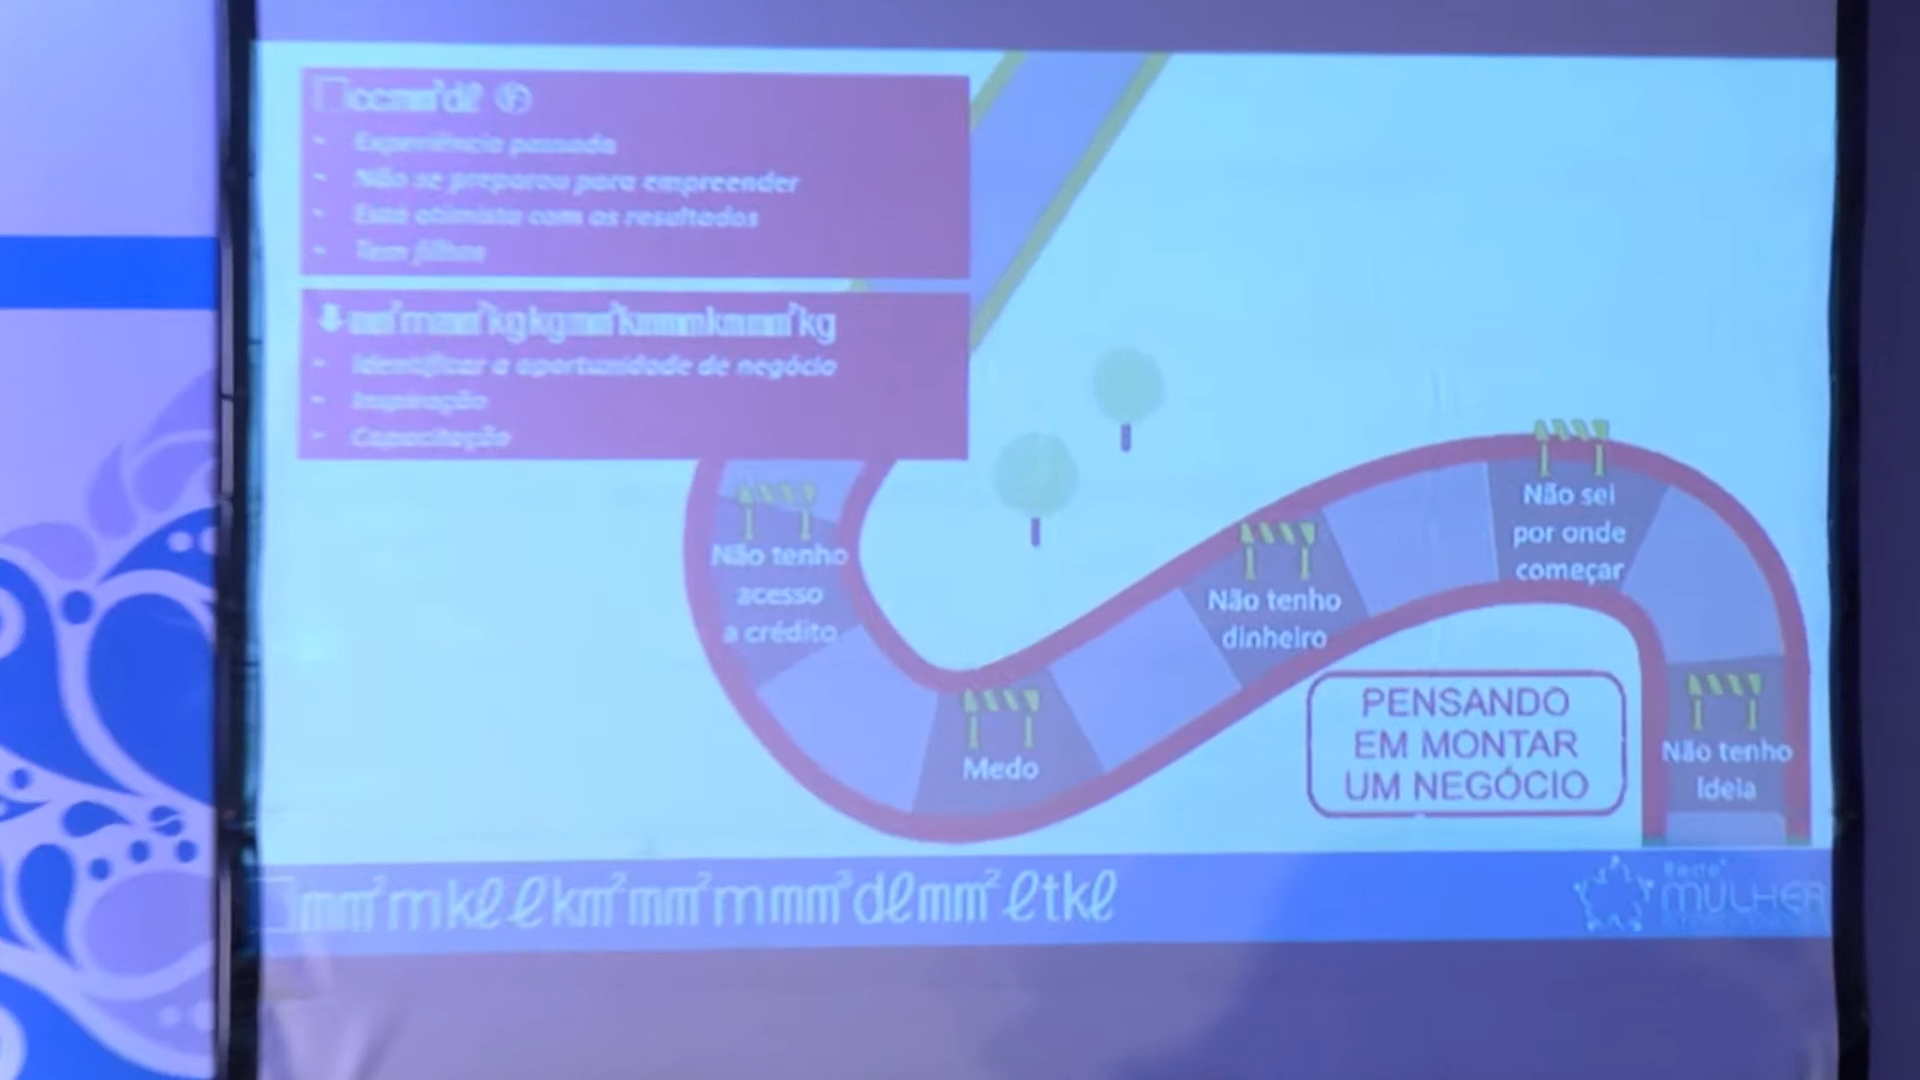 - Experiência passada
- Não se preparou para empreender
- Está otimista com os resultados
- Tem filhos
- Identificar a oportunidade de negócio
- Inspiração
- Capacitação
Não tenho
acesso
a crédito
Medo
Não tenho
dinheiro
Não sei
por onde
começar
Não tenho
ideia
PENSANDO
EM MONTAR
UM NEGÓCIO
Rede
MULHER